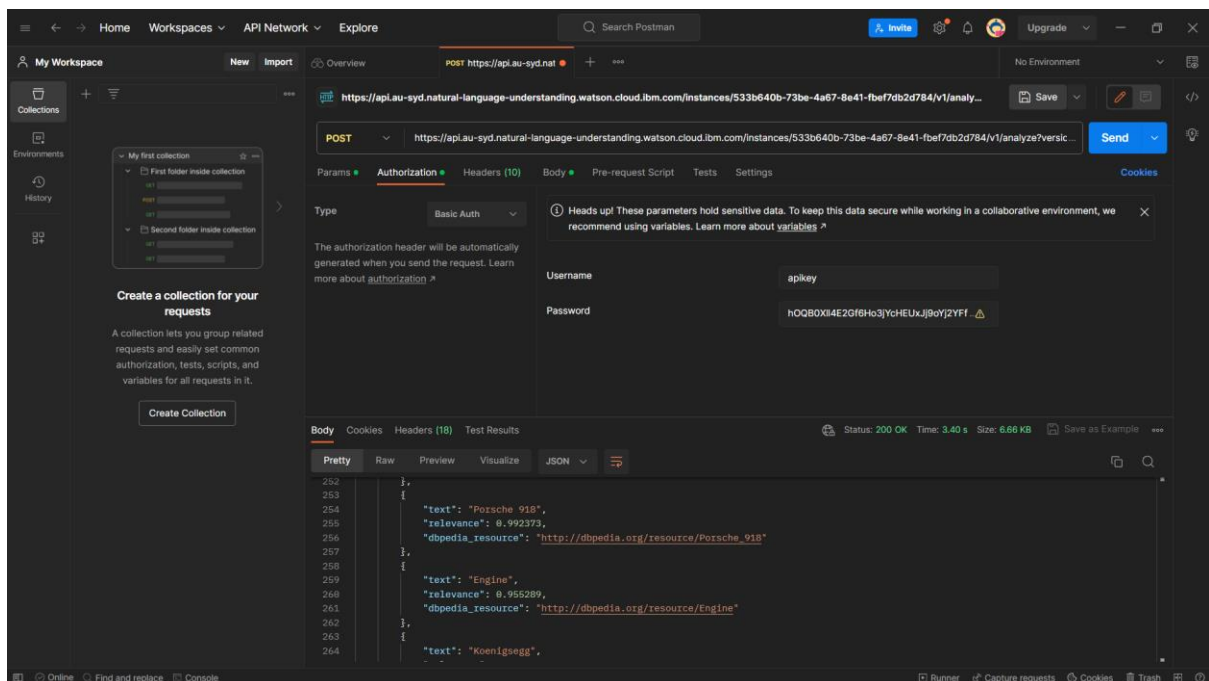 Home Workspaces API Network Explore Search Postman Invite Upgrade
My Workspace New Import Overview POST https://api.au-syd.nat No Environment
Collections
Environments
History
My first collection
First folder inside collection
GET
POST
GET
Second folder inside collection
GET
GET
Create a collection for your
requests
A collection lets you group related
requests and easily set common
authorization, tests, scripts, and
variables for all requests in it.
Create Collection
HTTP https://api.au-syd.natural-language-understanding.watson.cloud.ibm.com/instances/533b640b-73be-4a67-8e41-fbef7db2d784/v1/analy... Save
POST https://api.au-syd.natural-language-understanding.watson.cloud.ibm.com/instances/533b640b-73be-4a67-8e41-fbef7db2d784/v1/analyze?versic... Send
Params Authorization Headers (10) Body Pre-request Script Tests Settings Cookies
Type Basic Auth
The authorization header will be automatically
generated when you send the request. Learn
more about authorization
Heads up! These parameters hold sensitive data. To keep this data secure while working in a collaborative environment, we
recommend using variables. Learn more about variables
Username apikey
Password hOQB0XlI4E2Gf6Ho3jYcHEUxJj9oYj2YFf...
Body Cookies Headers (18) Test Results Status: 200 OK Time: 3.40 s Size: 6.66 KB Save as Example
Pretty Raw Preview Visualize JSON
252 },
253 {
254 "text": "Porsche 918",
255 "relevance": 0.992373,
256 "dbpedia_resource": "http://dbpedia.org/resource/Porsche_918"
257 },
258 {
259 "text": "Engine",
260 "relevance": 0.955289,
261 "dbpedia_resource": "http://dbpedia.org/resource/Engine"
262 },
263 {
264 "text": "Koenigsegg",
Online Find and replace Console Runner Capture requests Cookies Trash